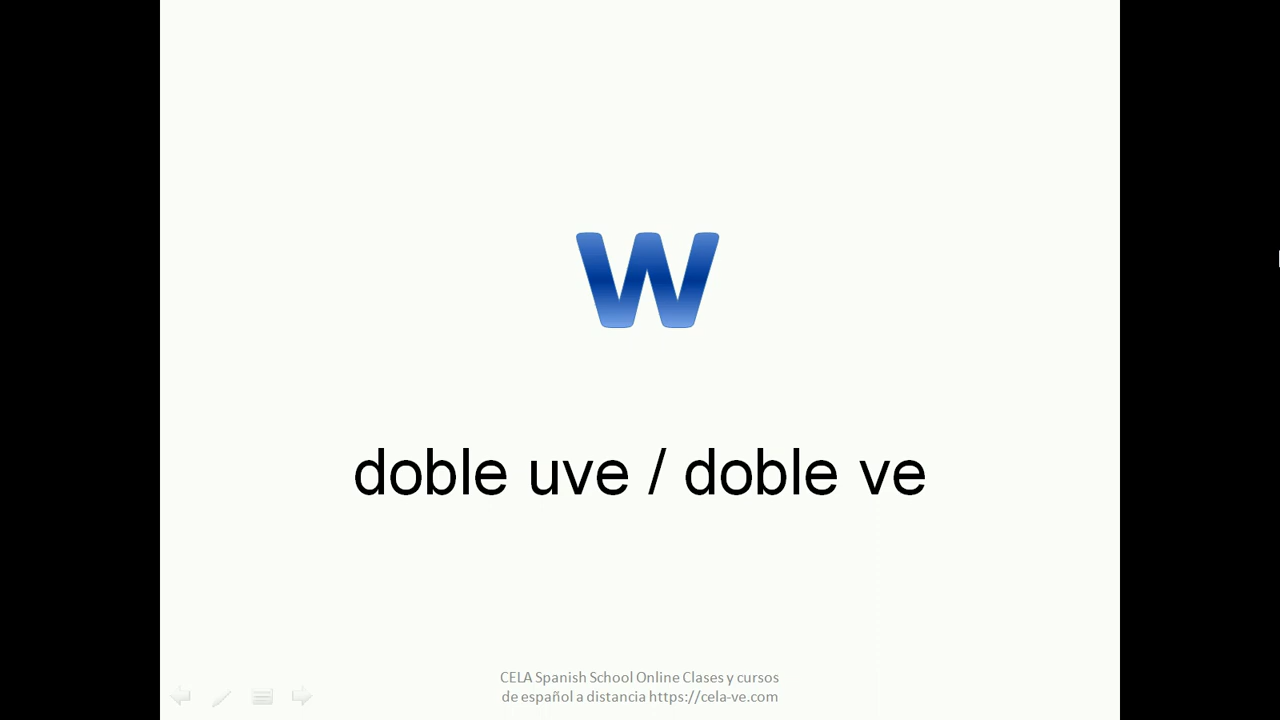 w
doble uve / doble ve
CELA Spanish School Online Clases y cursos
de español a distancia https://cela-ve.com